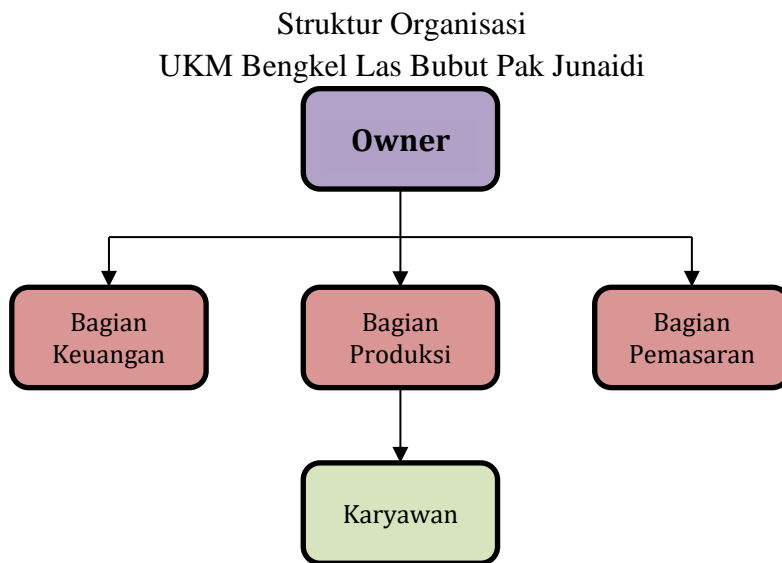 Struktur Organisasi
UKM Bengkel Las Bubut Pak Junaidi
Owner
Bagian
Keuangan
Bagian
Produksi
Bagian
Pemasaran
Karyawan